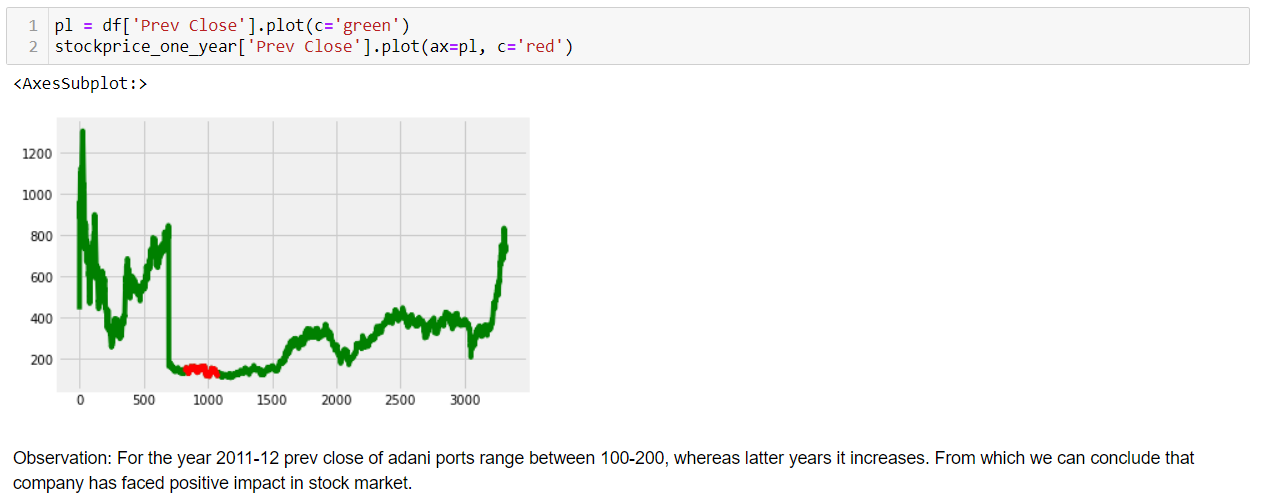 1 pl = df['Prev Close'].plot(c='green')
2 stockprice_one_year['Prev Close'].plot(ax=pl, c='red')
<AxesSubplot:>
1200
1000
800
600
400
200
0 500 1000 1500 2000 2500 3000
Observation: For the year 2011-12 prev close of adani ports range between 100-200, whereas latter years it increases. From which we can conclude that
company has faced positive impact in stock market.